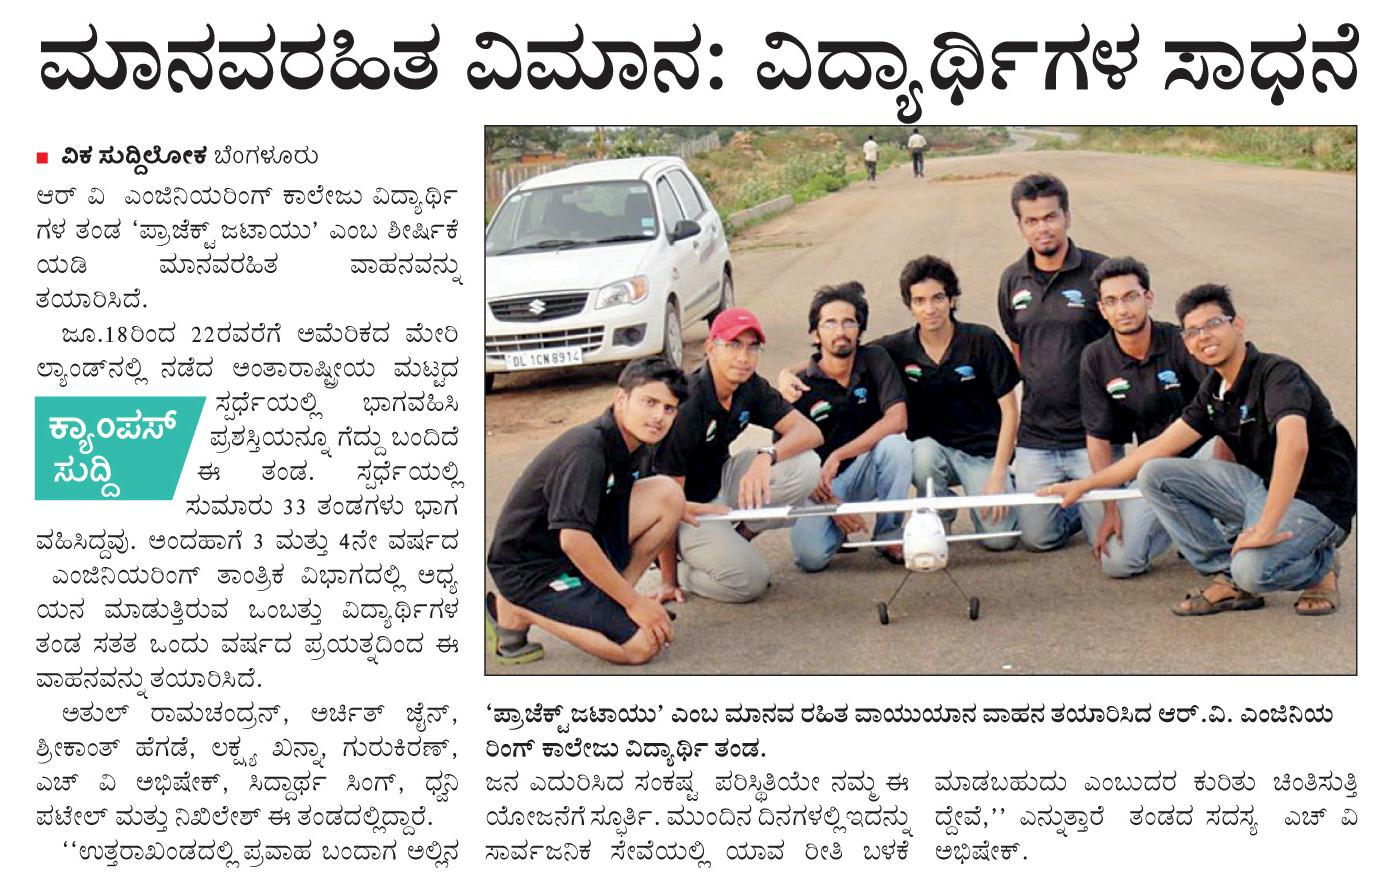 ಮಾನವರಹಿತ ವಿಮಾನ: ವಿದ್ಯಾರ್ಥಿಗಳ ಸಾಧನೆ
■ ವಿಕ ಸುದ್ದಿಲೋಕ ಬೆಂಗಳೂರು
ಆರ್ ವಿ ಎಂಜಿನಿಯರಿಂಗ್ ಕಾಲೇಜು ವಿದ್ಯಾರ್ಥಿ
ಗಳ ತಂಡ ‘ಪ್ರಾಜೆಕ್ಟ್ ಜಟಾಯು’ ಎಂಬ ಶೀರ್ಷಿಕೆ
ಯಡಿ ಮಾನವರಹಿತ ವಾಹನವನ್ನು
ತಯಾರಿಸಿದೆ.
ಜೂ.18ರಿಂದ 22ರವರೆಗೆ ಅಮೆರಿಕದ ಮೇರಿ
ಲ್ಯಾಂಡ್‌ನಲ್ಲಿ ನಡೆದ ಅಂತಾರಾಷ್ಟ್ರೀಯ ಮಟ್ಟದ
ಸ್ಪರ್ಧೆಯಲ್ಲಿ ಭಾಗವಹಿಸಿ
ಪ್ರಶಸ್ತಿಯನ್ನೂ ಗೆದ್ದು ಬಂದಿದೆ
ಈ ತಂಡ. ಸ್ಪರ್ಧೆಯಲ್ಲಿ
ಸುಮಾರು 33 ತಂಡಗಳು ಭಾಗ
ವಹಿಸಿದ್ದವು. ಅಂದಹಾಗೆ 3 ಮತ್ತು 4ನೇ ವರ್ಷದ
ಎಂಜಿನಿಯರಿಂಗ್ ತಾಂತ್ರಿಕ ವಿಭಾಗದಲ್ಲಿ ಅಧ್ಯ
ಯನ ಮಾಡುತ್ತಿರುವ ಒಂಬತ್ತು ವಿದ್ಯಾರ್ಥಿಗಳ
ತಂಡ ಸತತ ಒಂದು ವರ್ಷದ ಪ್ರಯತ್ನದಿಂದ ಈ
ವಾಹನವನ್ನು ತಯಾರಿಸಿದೆ.
ಕ್ಯಾಂಪಸ್
ಸುದ್ದಿ
ಅತುಲ್ ರಾಮಚಂದ್ರನ್, ಅರ್ಚಿತ್ ಜೈನ್,
ಶ್ರೀಕಾಂತ್ ಹೆಗಡೆ, ಲಕ್ಷ್ಯ ಖನ್ನಾ, ಗುರುಕಿರಣ್,
ಎಚ್ ವಿ ಅಭಿಷೇಕ್, ಸಿದ್ದಾರ್ಥ ಸಿಂಗ್, ಧ್ವನಿ
ಪಟೇಲ್ ಮತ್ತು ನಿಖಿಲೇಶ್ ಈ ತಂಡದಲ್ಲಿದ್ದಾರೆ.
‘‘ಉತ್ತರಾಖಂಡದಲ್ಲಿ ಪ್ರವಾಹ ಬಂದಾಗ ಅಲ್ಲಿನ
DL 1CN 8914
‘ಪ್ರಾಜೆಕ್ಟ್ ಜಟಾಯು’ ಎಂಬ ಮಾನವ ರಹಿತ ವಾಯುಯಾನ ವಾಹನ ತಯಾರಿಸಿದ ಆರ್.ವಿ. ಎಂಜಿನಿಯ
ರಿಂಗ್ ಕಾಲೇಜು ವಿದ್ಯಾರ್ಥಿ ತಂಡ.
ಜನ ಎದುರಿಸಿದ ಸಂಕಷ್ಟ ಪರಿಸ್ಥಿತಿಯೇ ನಮ್ಮ ಈ
ಯೋಜನೆಗೆ ಸ್ಫೂರ್ತಿ. ಮುಂದಿನ ದಿನಗಳಲ್ಲಿ ಇದನ್ನು
ಸಾರ್ವಜನಿಕ ಸೇವೆಯಲ್ಲಿ ಯಾವ ರೀತಿ ಬಳಕೆ
ಮಾಡಬಹುದು ಎಂಬುದರ ಕುರಿತು ಚಿಂತಿಸುತ್ತಿ
ದ್ದೇವೆ,’’ ಎನ್ನುತ್ತಾರೆ ತಂಡದ ಸದಸ್ಯ ಎಚ್ ವಿ
ಅಭಿಷೇಕ್.